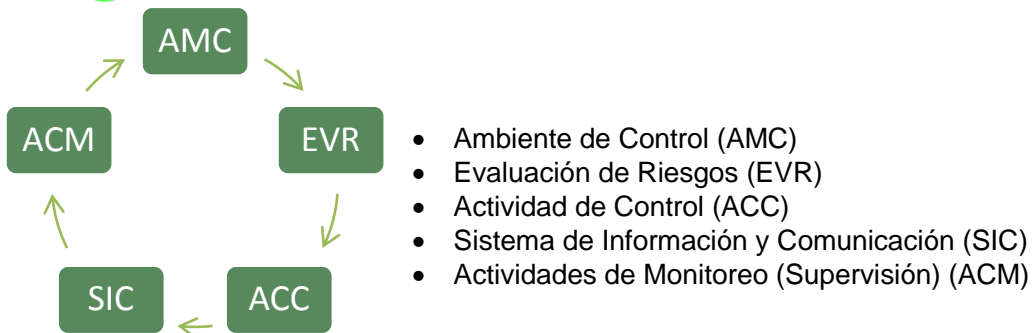 AMC
ACM
EVR
SIC
ACC
• Ambiente de Control (AMC)
• Evaluación de Riesgos (EVR)
• Actividad de Control (ACC)
• Sistema de Información y Comunicación (SIC)
• Actividades de Monitoreo (Supervisión) (ACM)